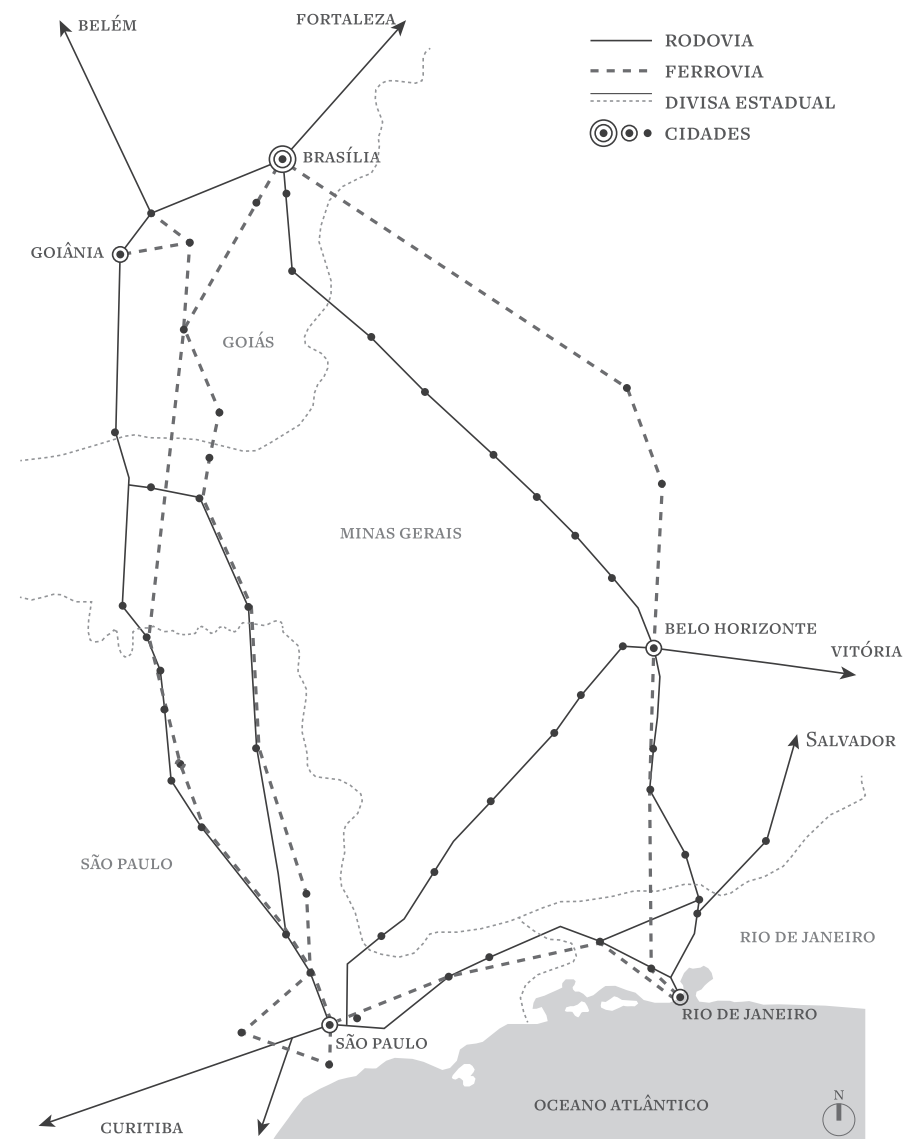 BELÉM
FORTALEZA
RODOVIA
FERROVIA
DIVISA ESTADUAL
CIDADES
BRASÍLIA
GOIÂNIA
GOIÁS
MINAS GERAIS
BELO HORIZONTE
VITÓRIA
SALVADOR
SÃO PAULO
RIO DE JANEIRO
RIO DE JANEIRO
SÃO PAULO
OCEANO ATLÂNTICO
N
CURITIBA